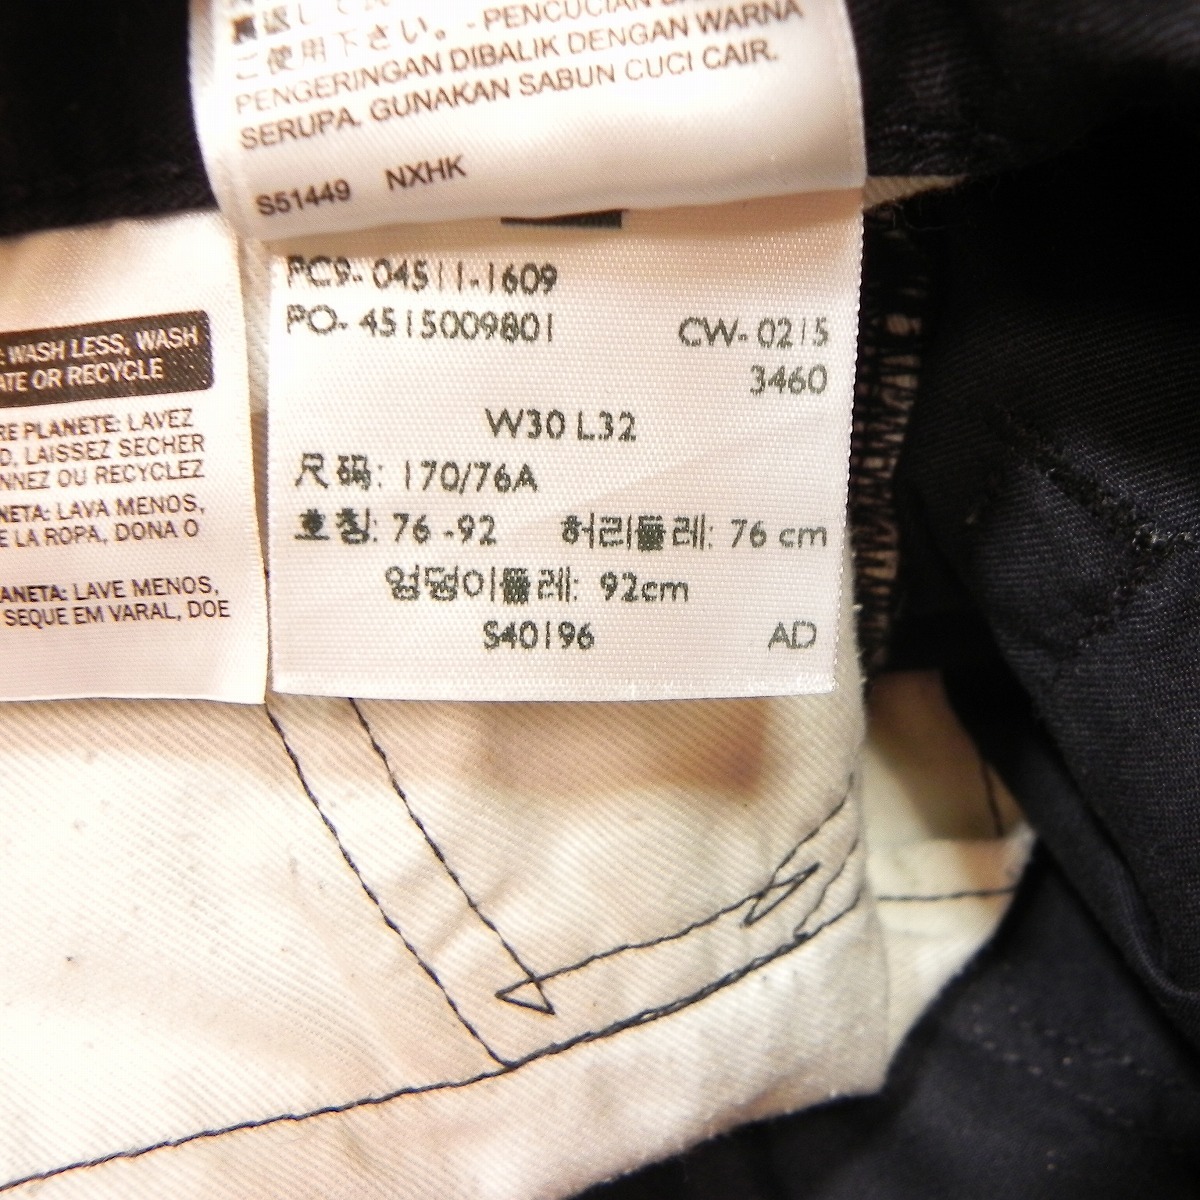 ご使用下さい。- PENCUCIAN
PENGERINGAN DIBALIK DENGAN WARNA
SERUPA. GUNAKAN SABUN CUCI CAIR.
S51449 NXHK
: WASH LESS, WASH
ATE OR RECYCLE
RE PLANETE: LAVEZ
D, LAISSEZ SECHER
NNEZ OU RECYCLEZ
NETA: LAVA MENOS,
E LA ROPA, DONA O
ANETA: LAVE MENOS,
SEQUE EM VARAL, DOE
PC9-04511-1609
PO-4515009801 CW-0215
3460
W30 L32
尺码: 170/76A
호칭: 76-92 허리둘레: 76 cm
엉덩이둘레: 92cm
S40196 AD